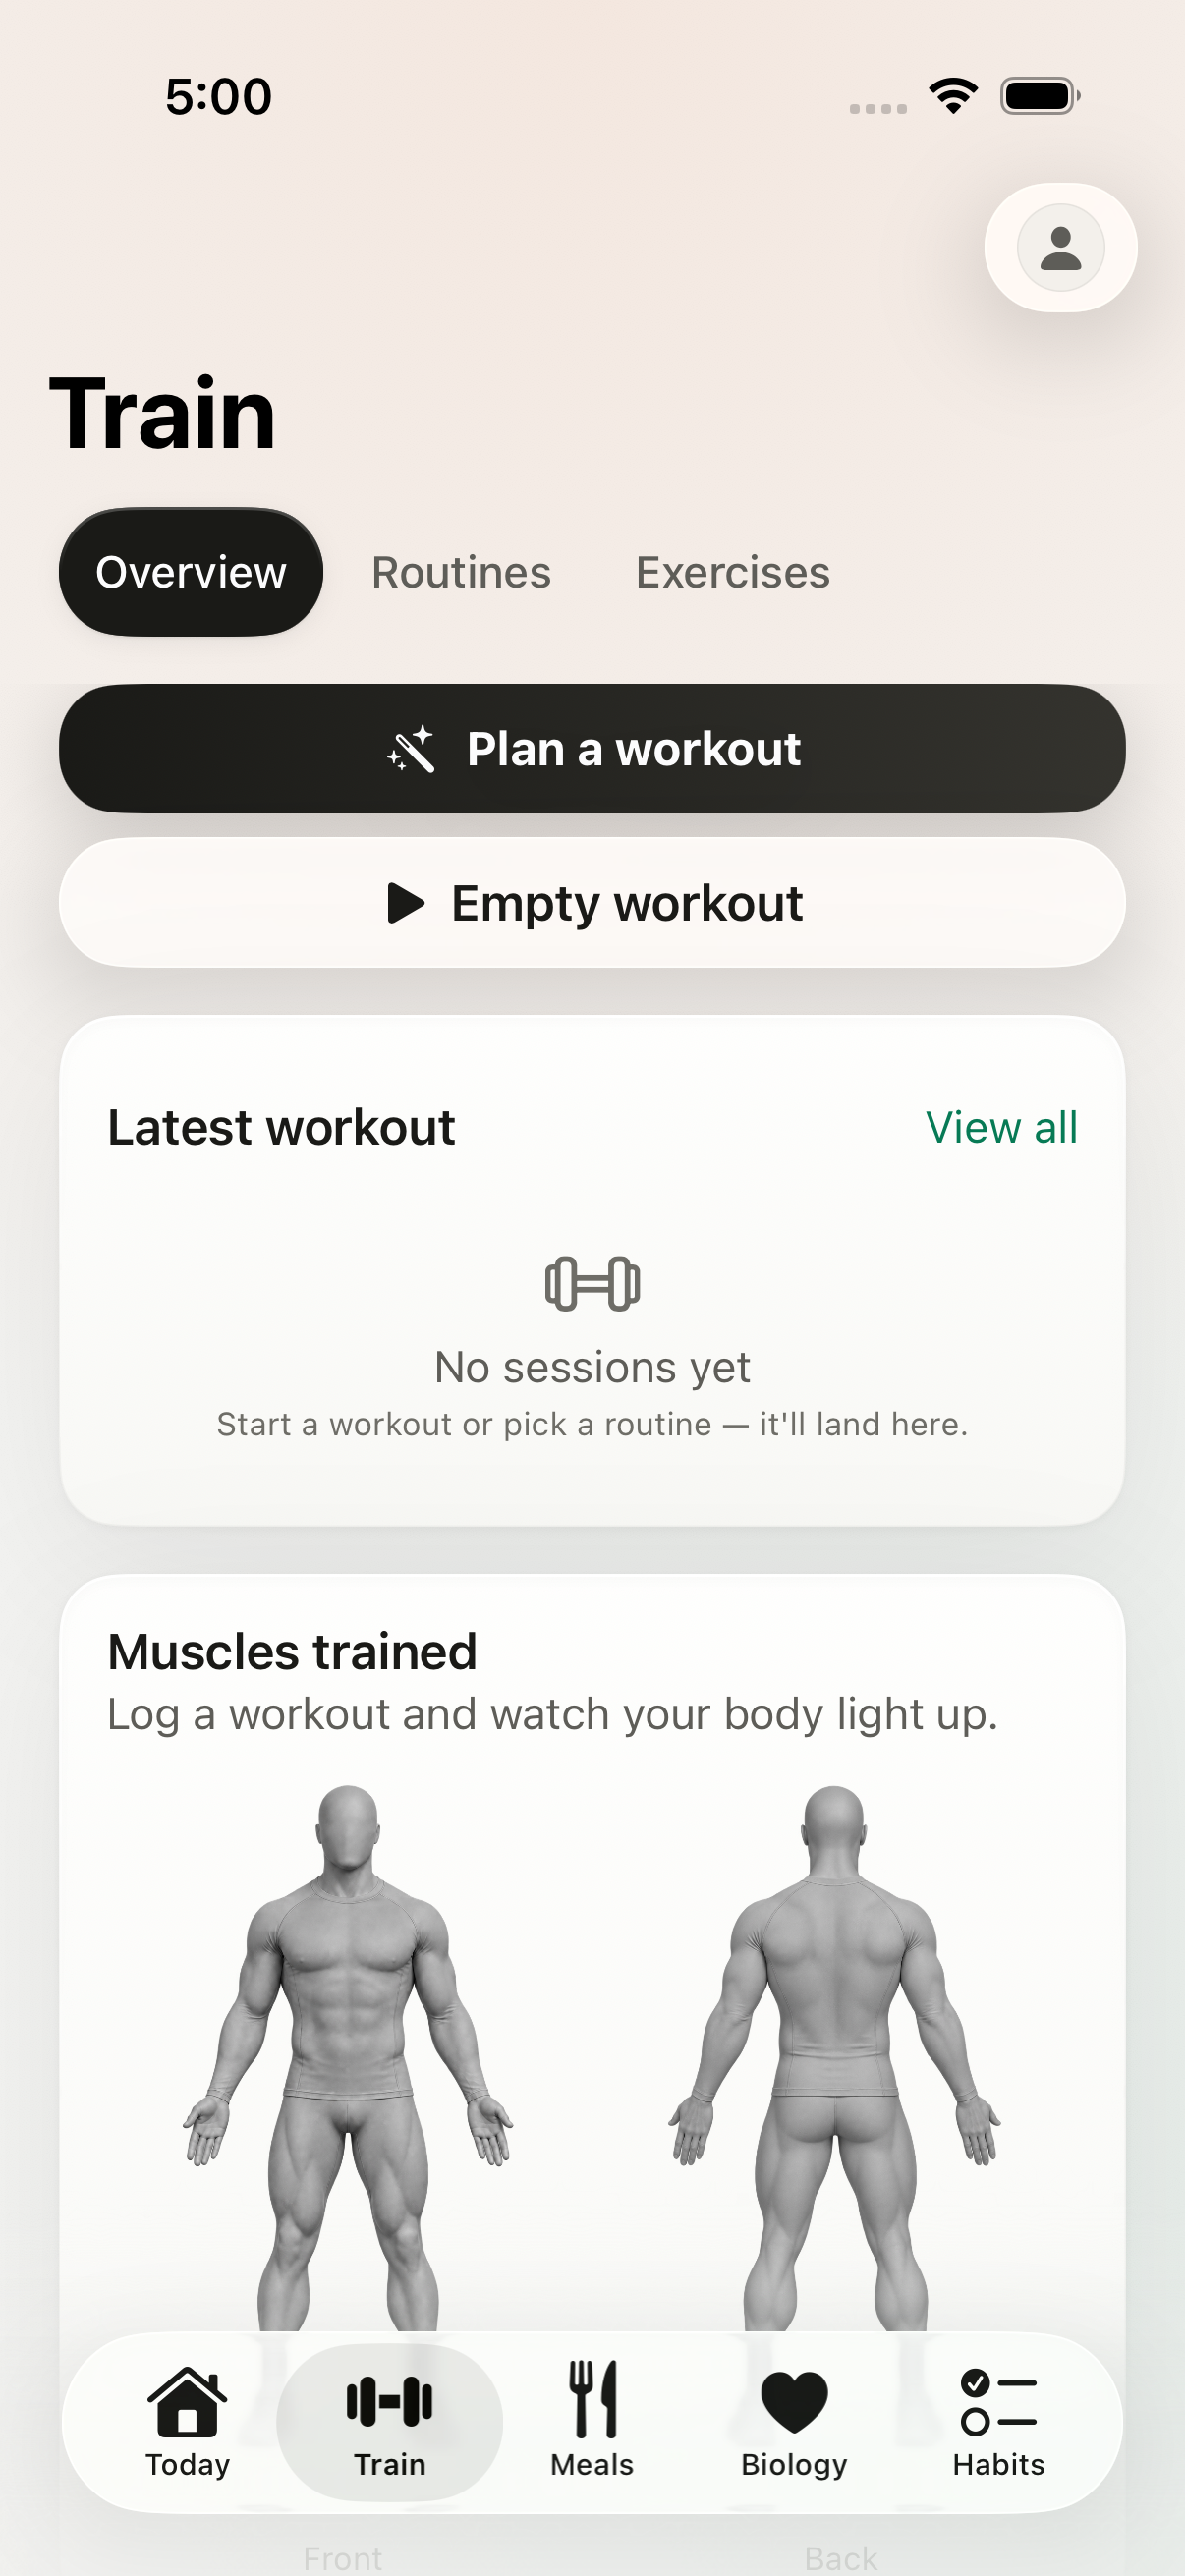 5:00
Train
Overview
Routines
Exercises
Plan a workout
Empty workout
Latest workout
View all
No sessions yet
Start a workout or pick a routine — it'll land here.
Muscles trained
Log a workout and watch your body light up.
Today
Train
Meals
Biology
Habits
Front
Back